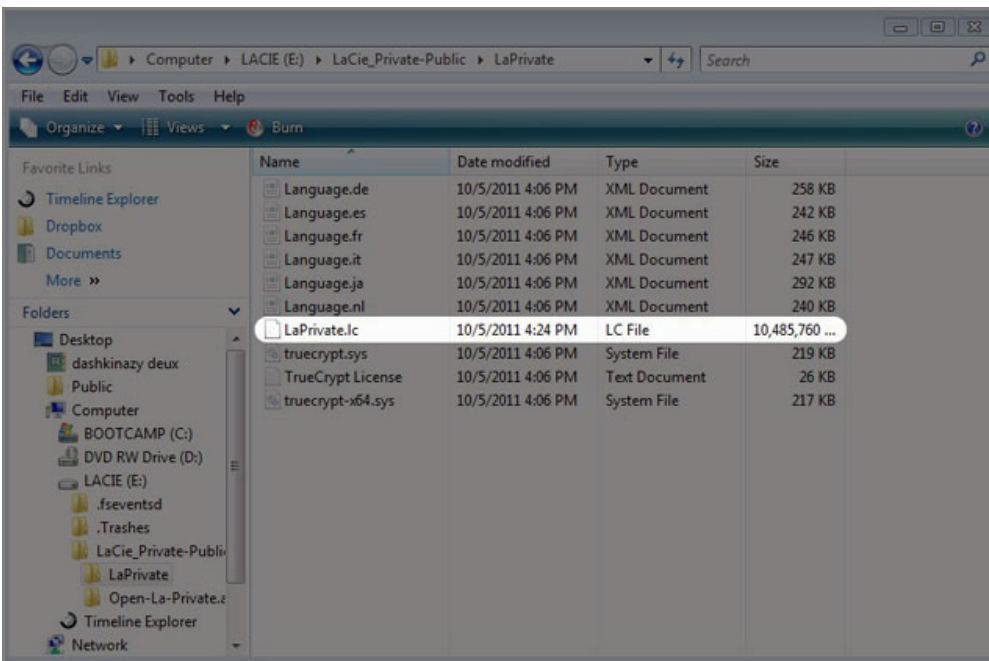 Computer ▸ LACIE (E:) ▸ LaCie_Private-Public ▸ LaPrivate Search
File Edit View Tools Help
Organize Views Burn
Favorite Links
Timeline Explorer
Dropbox
Documents
More »
Folders
Desktop
dashkinazy deux
Public
Computer
BOOTCAMP (C:)
DVD RW Drive (D:)
LACIE (E:)
.fseventsd
.Trashes
LaCie_Private-Publi
LaPrivate
Open-La-Private.a
Timeline Explorer
Network
Name Date modified Type Size
Language.de 10/5/2011 4:06 PM XML Document 258 KB
Language.es 10/5/2011 4:06 PM XML Document 242 KB
Language.fr 10/5/2011 4:06 PM XML Document 246 KB
Language.it 10/5/2011 4:06 PM XML Document 247 KB
Language.ja 10/5/2011 4:06 PM XML Document 292 KB
Language.nl 10/5/2011 4:06 PM XML Document 240 KB
LaPrivate.lc 10/5/2011 4:24 PM LC File 10,485,760 ...
truecrypt.sys 10/5/2011 4:06 PM System File 219 KB
TrueCrypt License 10/5/2011 4:06 PM Text Document 26 KB
truecrypt-x64.sys 10/5/2011 4:06 PM System File 217 KB